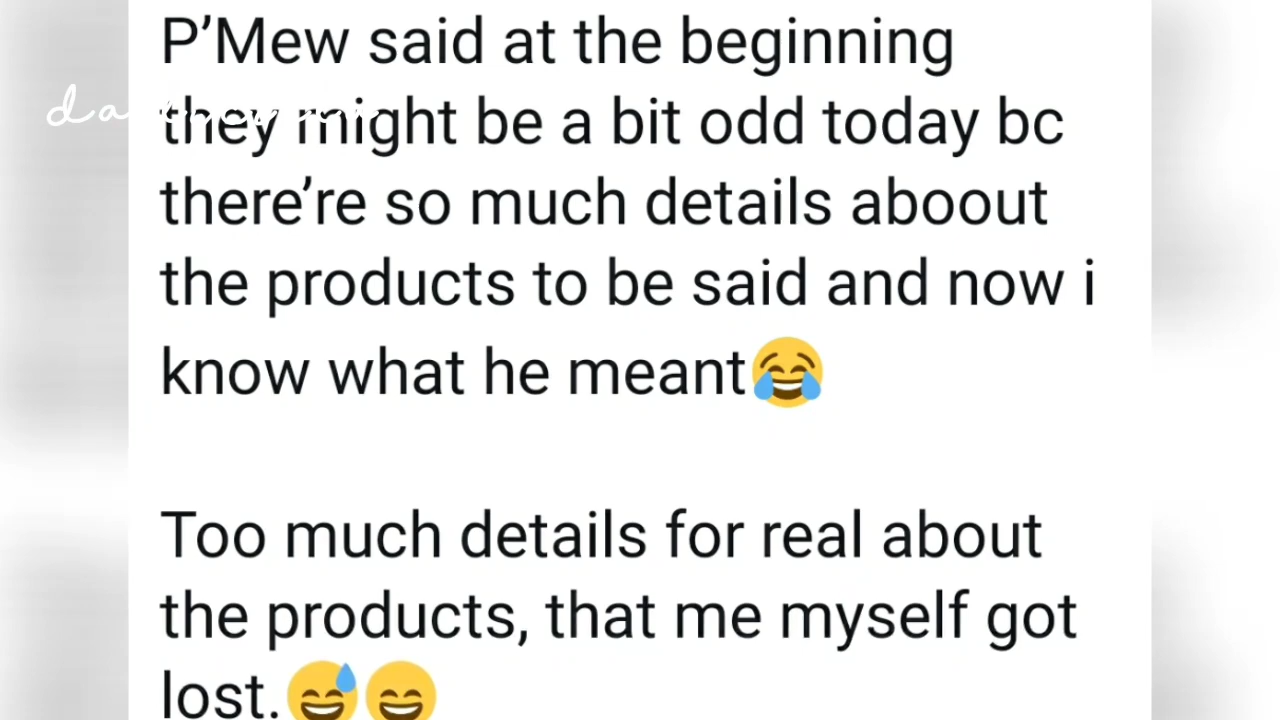 P’Mew said at the beginning
they might be a bit odd today bc
there’re so much details aboout
the products to be said and now i
know what he meant😂
Too much details for real about
the products, that me myself got
lost.😅😄